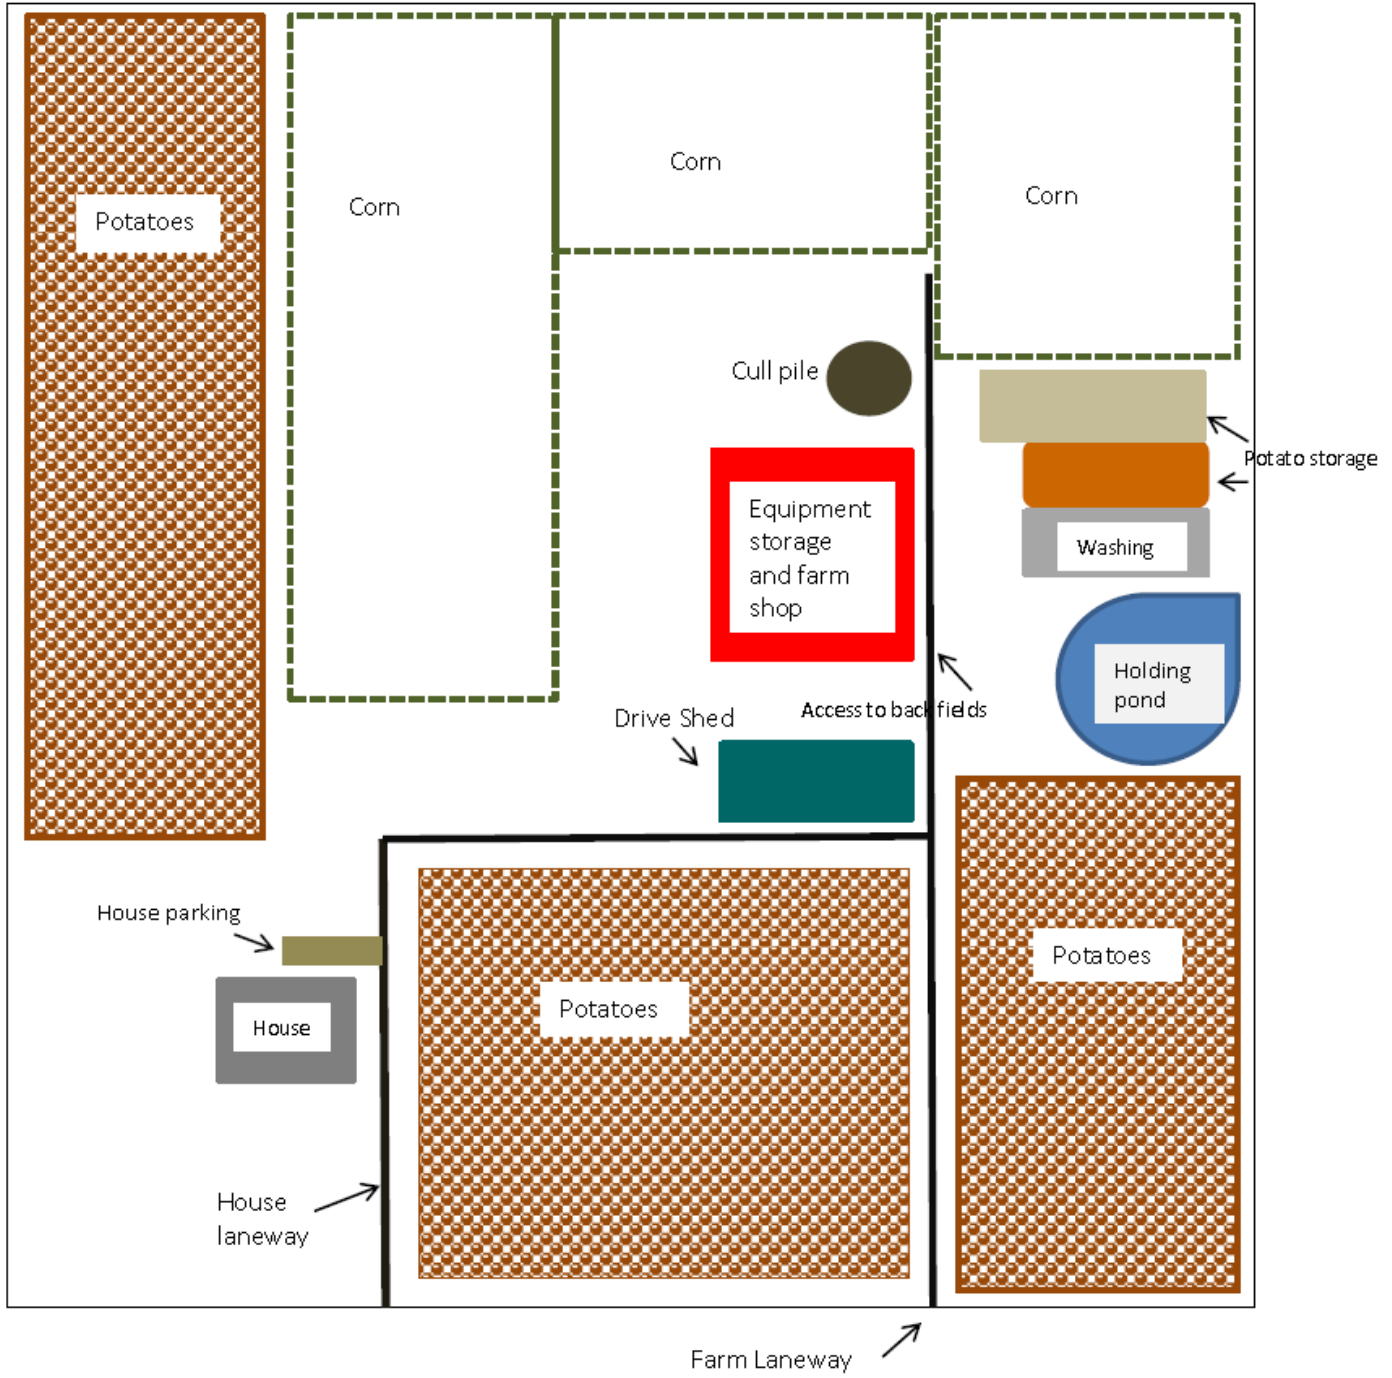 Corn
Corn
Corn
Potatoes
Cull pile
Potato storage
Equipment
storage
and farm
shop
Washing
Holding
pond
Access to back fields
Drive Shed
House parking
Potatoes
Potatoes
House
House
laneway
Farm Laneway